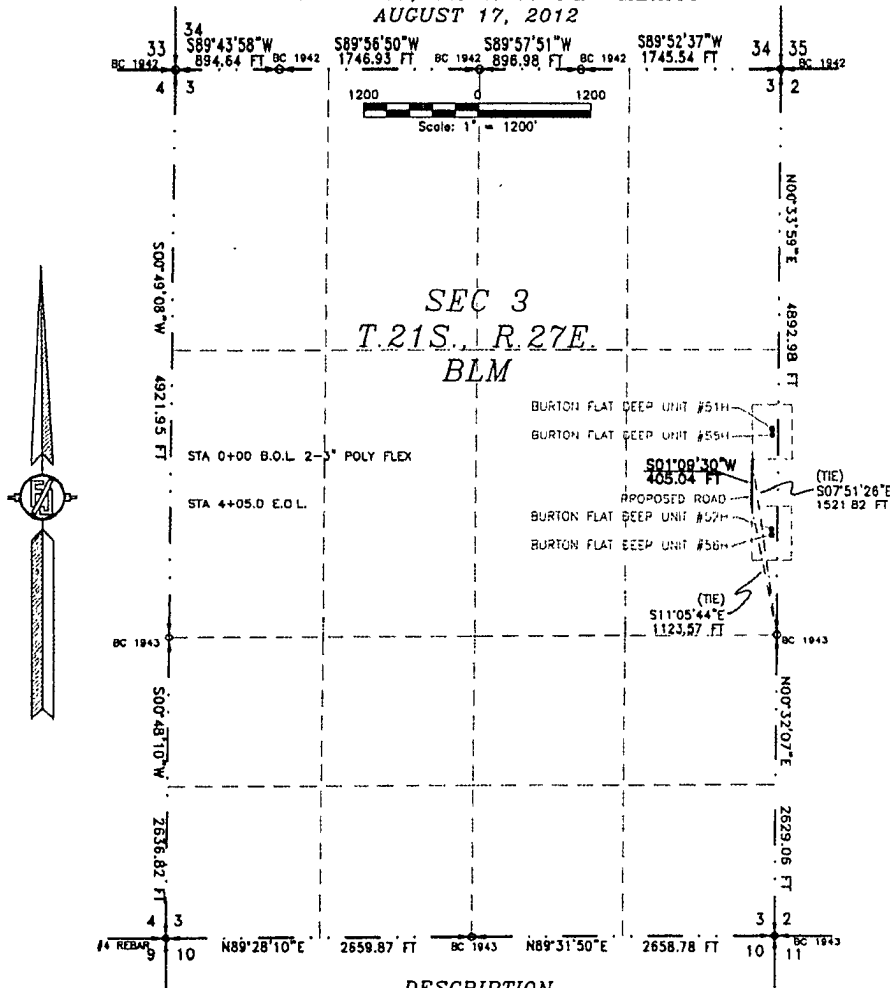 AUGUST 17, 2012
34
33
S89°43'58"W
894.64 FT
S89°56'50"W
1746.93 FT
S89°57'51"W
896.98 FT
S89°52'37"W
1745.54 FT
34 35
BC 1942
BC 1942
BC 1942
BC 1942
BC 1942
4 3
3 2
1200 0 1200
Scale: 1" = 1200'
S00°49'08"W
4921.95 FT
N00°33'59"E
4892.98 FT
SEC 3
T.21S., R.27E.
BLM
BURTON FLAT DEEP UNIT #51H
BURTON FLAT DEEP UNIT #55H
STA 0+00 B.O.L. 2-3" POLY FLEX
S01°09'30"W
405.04 FT
(TIE)
S07°51'26"E
1521.82 FT
STA 4+05.0 E.O.L.
PROPOSED ROAD
BURTON FLAT DEEP UNIT #52H
BURTON FLAT DEEP UNIT #56H
(TIE)
S11°05'44"E
1123.57 FT
BC 1943
BC 1943
S00°48'10"W
2636.82 FT
N00°32'07"E
2629.06 FT
4 3
3 2
#4 REBAR
N89°28'10"E
2659.87 FT
BC 1943
N89°31'50"E
2658.78 FT
BC 1943
9 10
10 11
DESCRIPTION